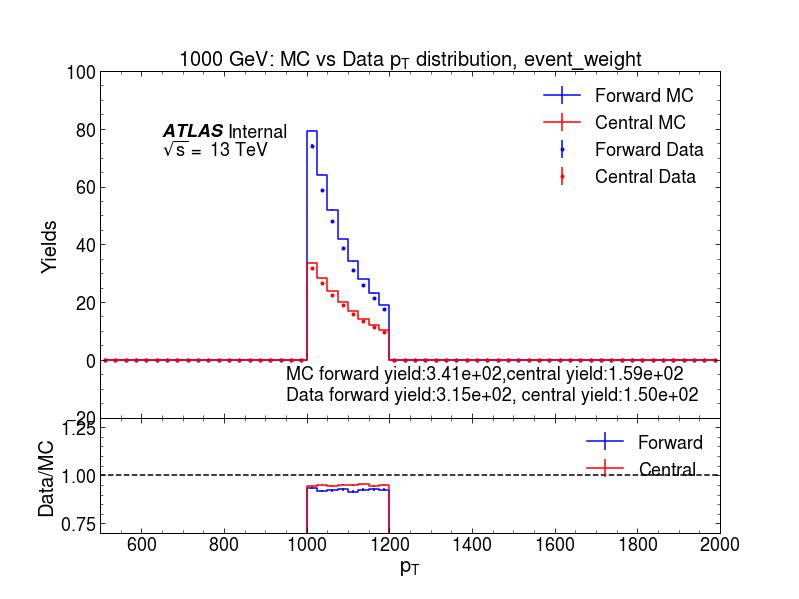 1000 GeV: MC vs Data pT distribution, event_weight
100
80
60
40
20
0
−20
Yields
ATLAS Internal
√s = 13 TeV
Forward MC
Central MC
Forward Data
Central Data
MC forward yield:3.41e+02,central yield:1.59e+02
Data forward yield:3.15e+02, central yield:1.50e+02
1.25
1.00
0.75
Data/MC
Forward
Central
600 800 1000 1200 1400 1600 1800 2000
pT